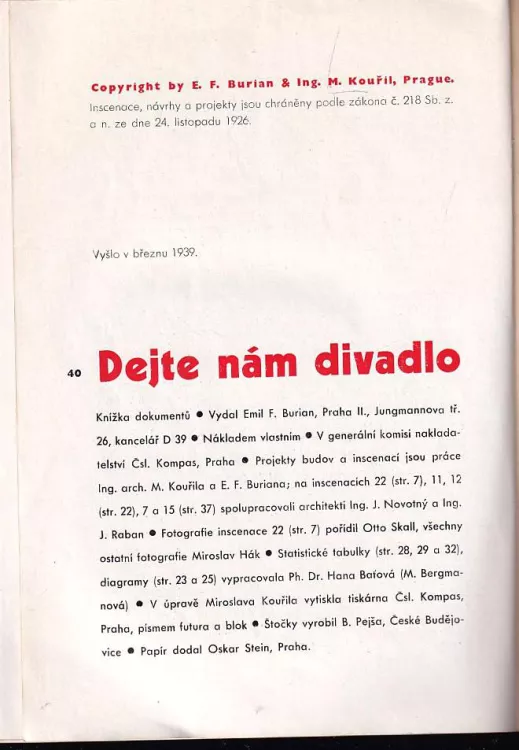 Copyright by E. F. Burian & Ing. M. Kouřil, Prague.
Inscenace, návrhy a projekty jsou chráněny podle zákona č. 218 Sb. z.
a n. ze dne 24. listopadu 1926.
Vyšlo v březnu 1939.
40 Dejte nám divadlo
Knížka dokumentů ● Vydal Emil F. Burian, Praha II., Jungmannova tř.
26, kancelář D 39 ● Nákladem vlastním ● V generální komisi naklada-
telství Čsl. Kompas, Praha ● Projekty budov a inscenací jsou práce
Ing. arch. M. Kouřila a E. F. Buriana; na inscenacích 22 (str. 7), 11, 12
(str. 22), 7 a 15 (str. 37) spolupracovali architekti Ing. J. Novotný a Ing.
J. Raban ● Fotografie inscenace 22 (str. 7) pořídil Otto Skall, všechny
ostatní fotografie Miroslav Hák ● Statistické tabulky (str. 28, 29 a 32),
diagramy (str. 23 a 25) vypracovala Ph. Dr. Hana Baťová (M. Bergma-
nová) ● V úpravě Miroslava Kouřila vytiskla tiskárna Čsl. Kompas,
Praha, písmem futura a blok ● Štočky vyrobil B. Pejša, České Budějo-
vice ● Papír dodal Oskar Stein, Praha.